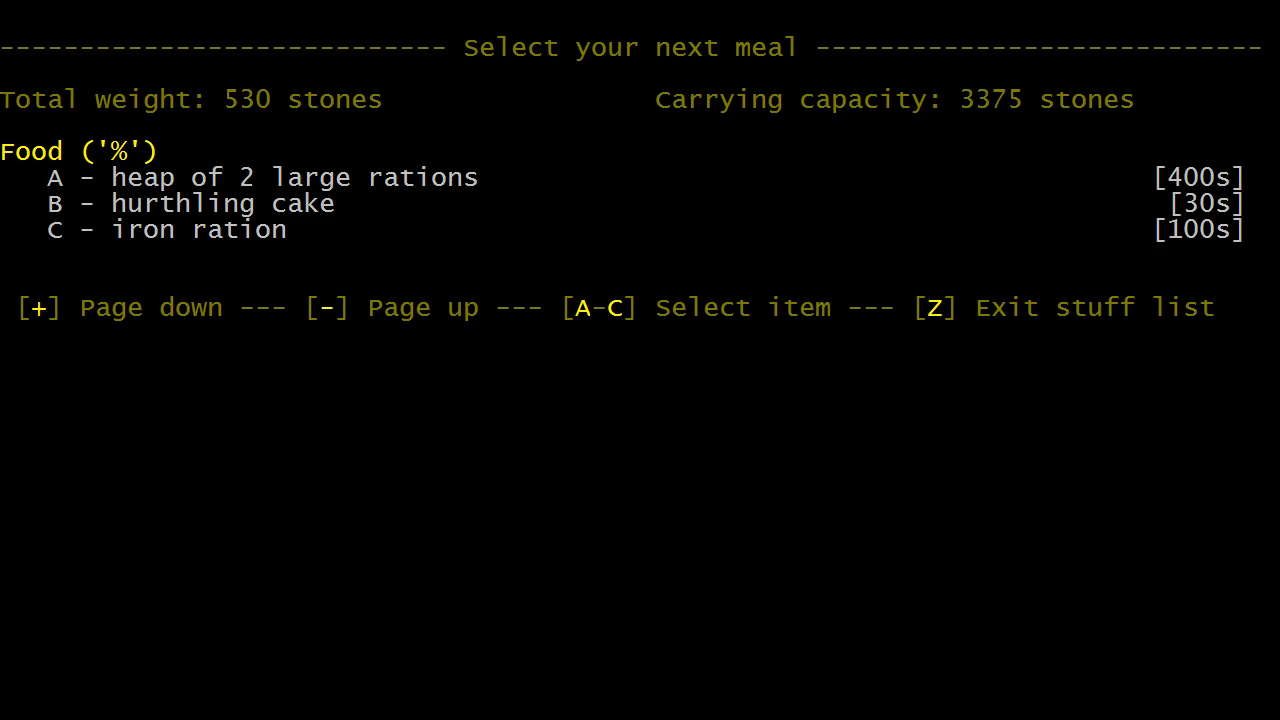 ---------------------------- Select your next meal ----------------------------
Total weight: 530 stones Carrying capacity: 3375 stones
Food ('%')
A - heap of 2 large rations [400s]
B - hurthling cake [30s]
C - iron ration [100s]
[+] Page down --- [-] Page up --- [A-C] Select item --- [Z] Exit stuff list